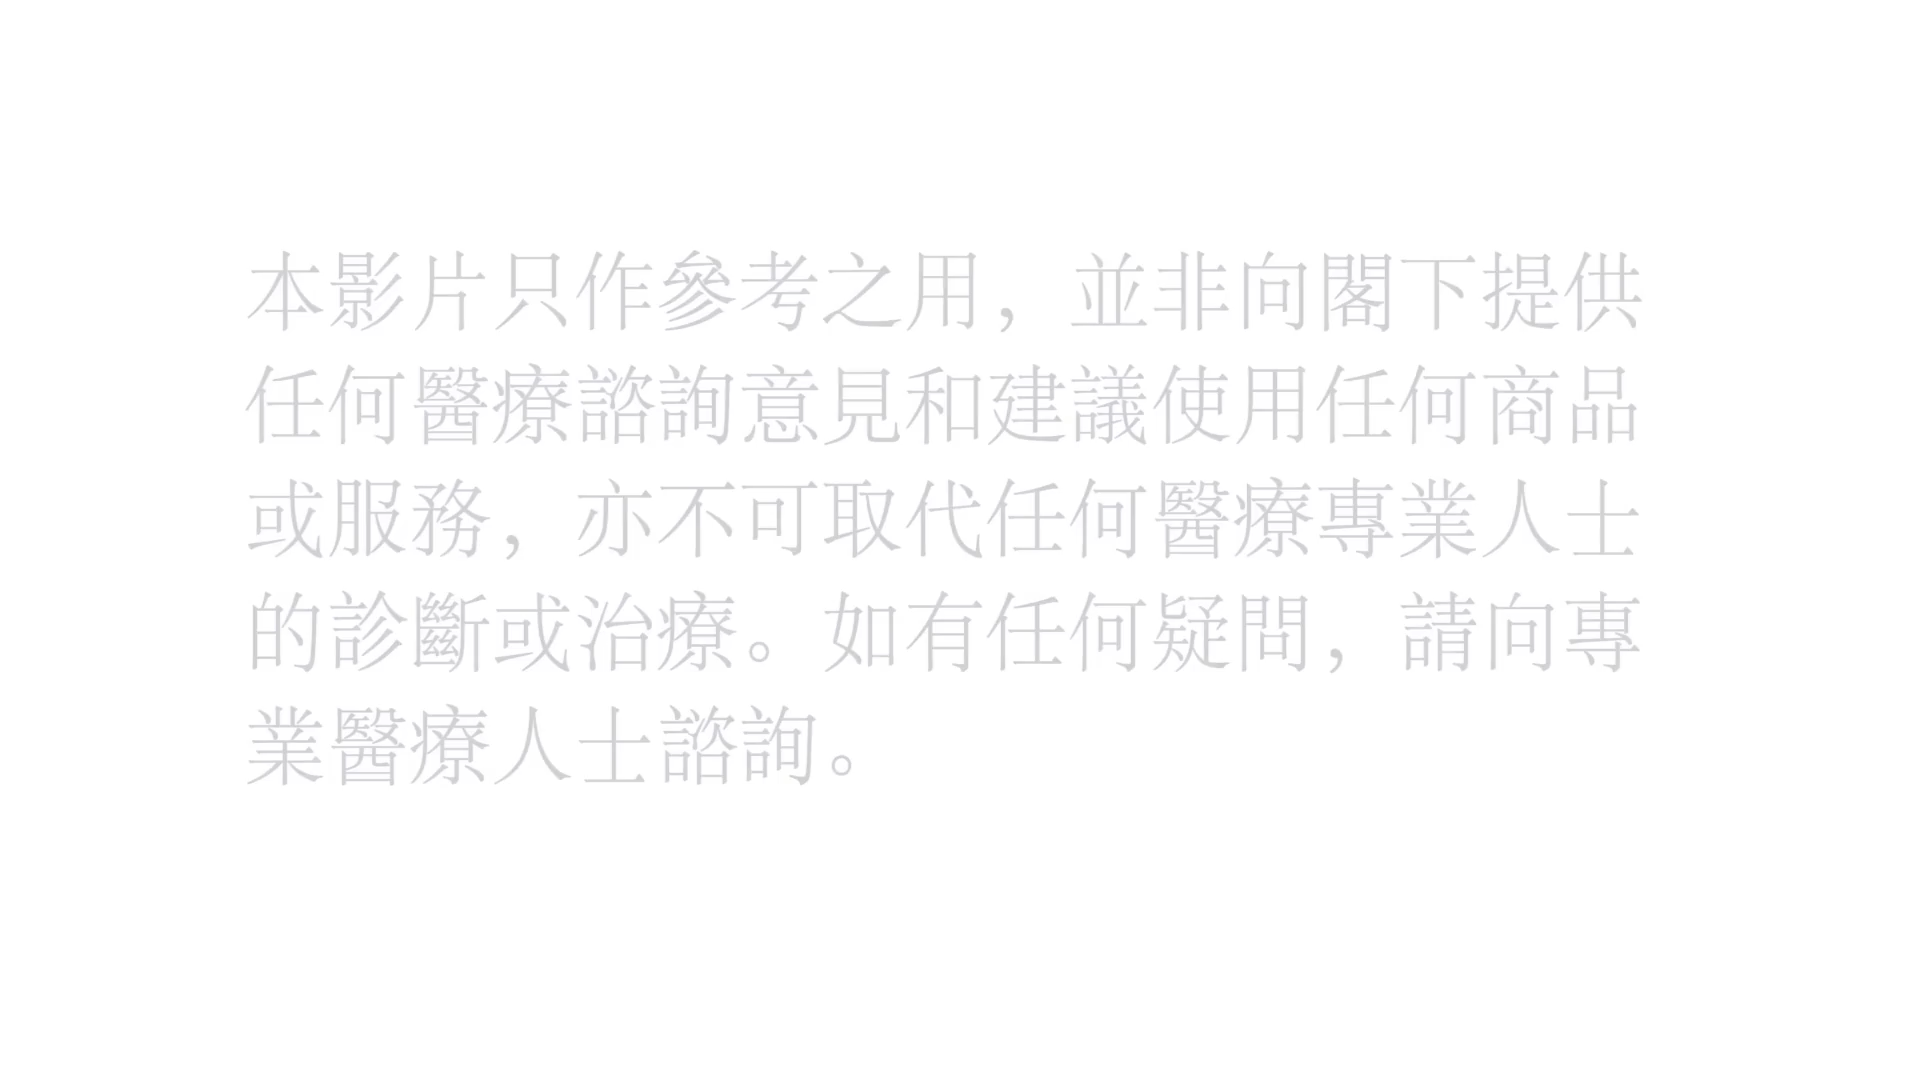 本影片只作參考之用，並非向閣下提供
任何醫療諮詢意見和建議使用任何商品
或服務，亦不可取代任何醫療專業人士
的診斷或治療。如有任何疑問，請向專
業醫療人士諮詢。